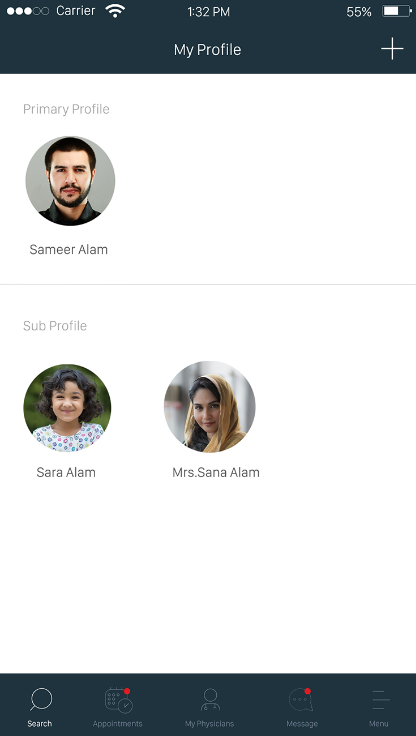 Carrier 1:32 PM 55%
My Profile
Primary Profile
Sameer Alam
Sub Profile
Sara Alam Mrs.Sana Alam
Search Appointments My Physicians Message Menu